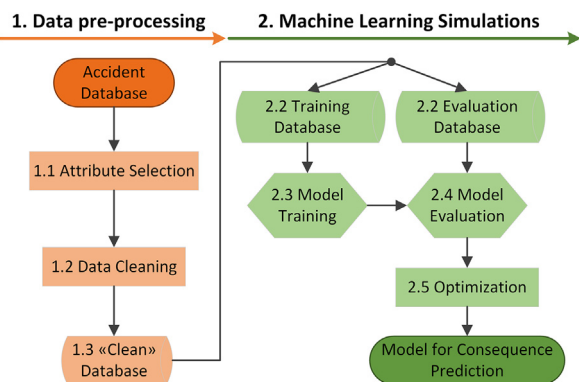 1. Data pre-processing
2. Machine Learning Simulations
Accident
Database
1.1 Attribute Selection
1.2 Data Cleaning
1.3 «Clean»
Database
2.2 Training
Database
2.2 Evaluation
Database
2.3 Model
Training
2.4 Model
Evaluation
2.5 Optimization
Model for Consequence
Prediction